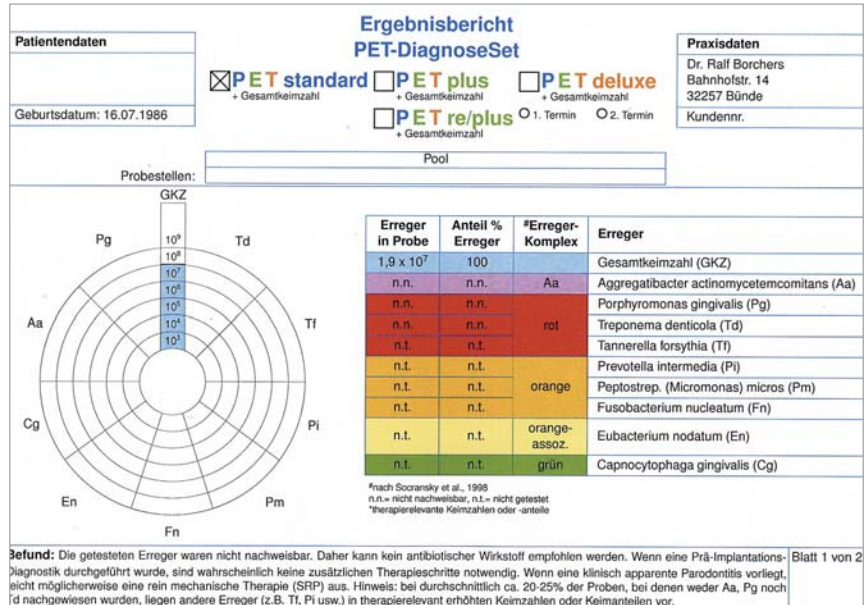 Ergebnisbericht
PET-DiagnoseSet
Patientendaten
Geburtsdatum: 16.07.1986
PET standard
+ Gesamtkeimzahl
PET plus
+ Gesamtkeimzahl
PET deluxe
+ Gesamtkeimzahl
PET re/plus
+ Gesamtkeimzahl
1. Termin 2. Termin
Praxisdaten
Dr. Ralf Borchers
Bahnhofstr. 14
32257 Bünde
Kundennr.
Pool
Probestellen:
GKZ
Pg Td
Aa Tf
Cg Pi
En Pm
Fn
10⁹
10⁸
10⁷
10⁶
10⁵
10⁴
10³
Erreger in Probe Anteil % Erreger #Erreger-Komplex Erreger
1,9 x 10⁷ 100 Gesamtkeimzahl (GKZ)
n.n. n.n. Aa Aggregatibacter actinomycetemcomitans (Aa)
n.n. n.n. rot Porphyromonas gingivalis (Pg)
n.n. n.n. Treponema denticola (Td)
n.t. n.t. Tannerella forsythia (Tf)
n.t. n.t. orange Prevotella intermedia (Pi)
n.t. n.t. Peptostrep. (Micromonas) micros (Pm)
n.t. n.t. Fusobacterium nucleatum (Fn)
n.t. n.t. orange-assoz. Eubacterium nodatum (En)
n.t. n.t. grün Capnocytophaga gingivalis (Cg)
#nach Socransky et al., 1998
n.n.= nicht nachweisbar, n.t.= nicht getestet
*therapierelevante Keimzahlen oder -anteile
Befund: Die getesteten Erreger waren nicht nachweisbar. Daher kann kein antibiotischer Wirkstoff empfohlen werden. Wenn eine Prä-Implantations-
Diagnostik durchgeführt wurde, sind wahrscheinlich keine zusätzlichen Therapieschritte notwendig. Wenn eine klinisch apparente Parodontitis vorliegt,
reicht möglicherweise eine rein mechanische Therapie (SRP) aus. Hinweis: bei durchschnittlich ca. 20-25% der Proben, bei denen weder Aa, Pg noch
Td nachgewiesen wurden, liegen andere Erreger (z.B. Tf, Pi usw.) in therapierelevant erhöhten Keimzahlen oder Keimanteilen vor.
Blatt 1 von 2